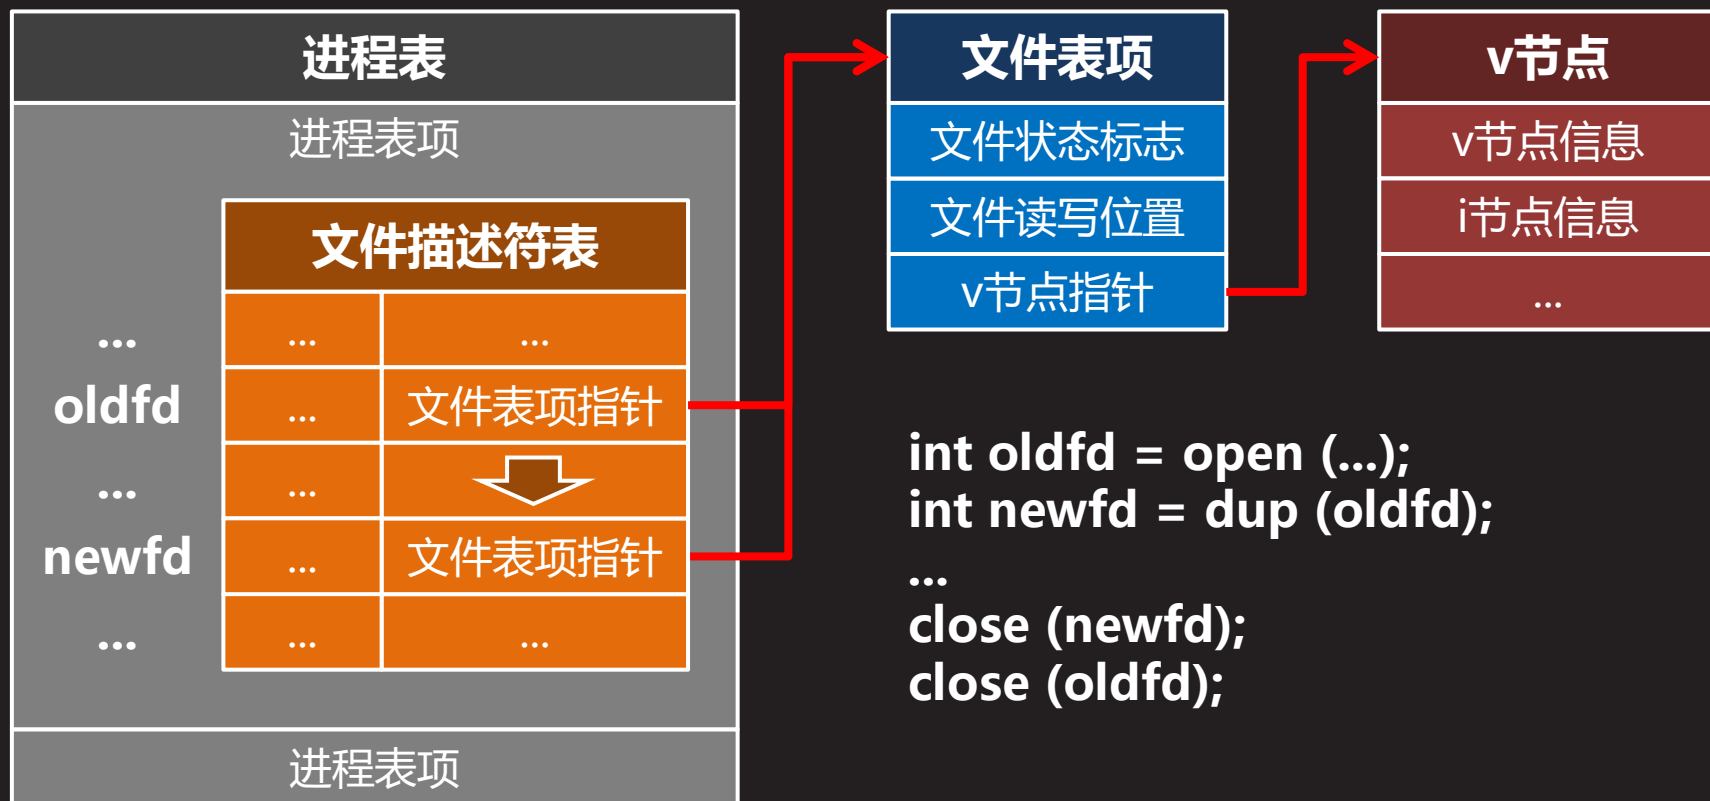 进程表
进程表项
文件描述符表
... ... ...
oldfd ... 文件表项指针
... ...
newfd ... 文件表项指针
... ... ...
进程表项
文件表项
文件状态标志
文件读写位置
v节点指针
v节点
v节点信息
i节点信息
...
int oldfd = open (...);
int newfd = dup (oldfd);
...
close (newfd);
close (oldfd);